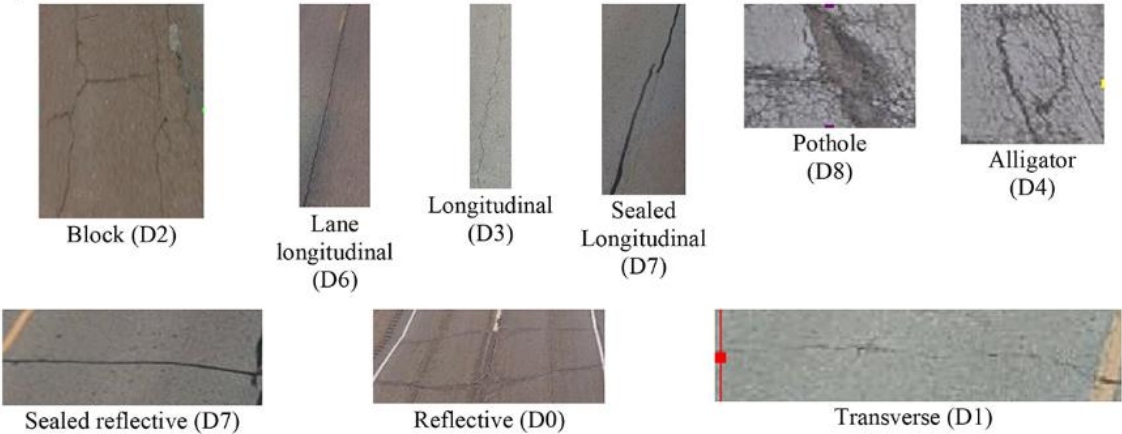 Block (D2)
Lane
longitudinal
(D6)
Longitudinal
(D3)
Sealed
Longitudinal
(D7)
Pothole
(D8)
Alligator
(D4)
Sealed reflective (D7)
Reflective (D0)
Transverse (D1)